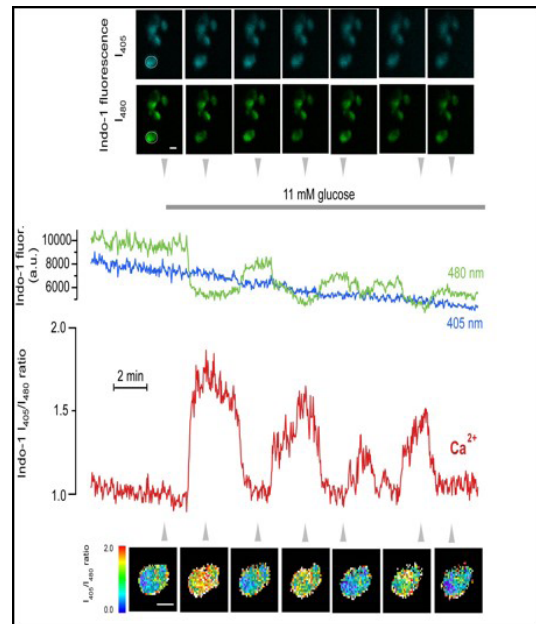 Indo-1 fluorescence
I405
I480
11 mM glucose
Indo-1 fluor.
(a.u.)
10000
8000
6000
480 nm
405 nm
Indo-1 I405/I480 ratio
2.0
1.5
1.0
2 min
Ca2+
I405/I480 ratio
2.0
0.0